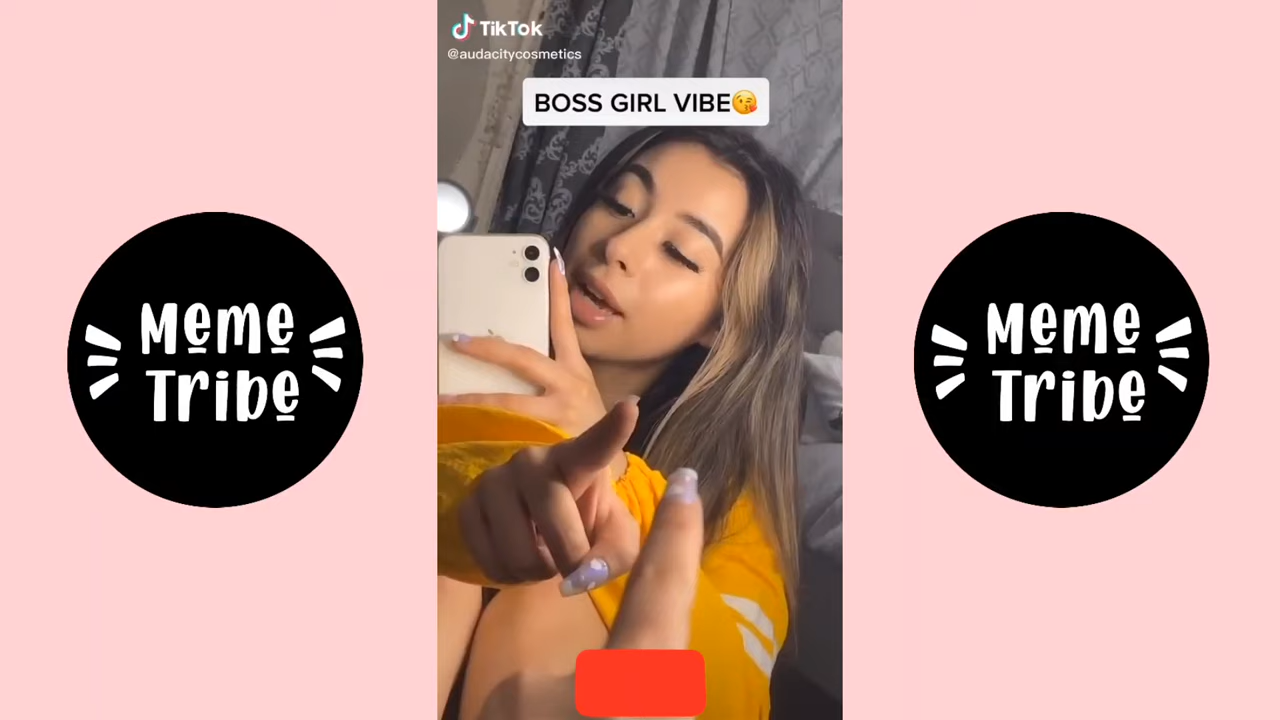 TikTok
@audacitycosmetics
BOSS GIRL VIBE😘
Meme
Tribe
Meme
Tribe